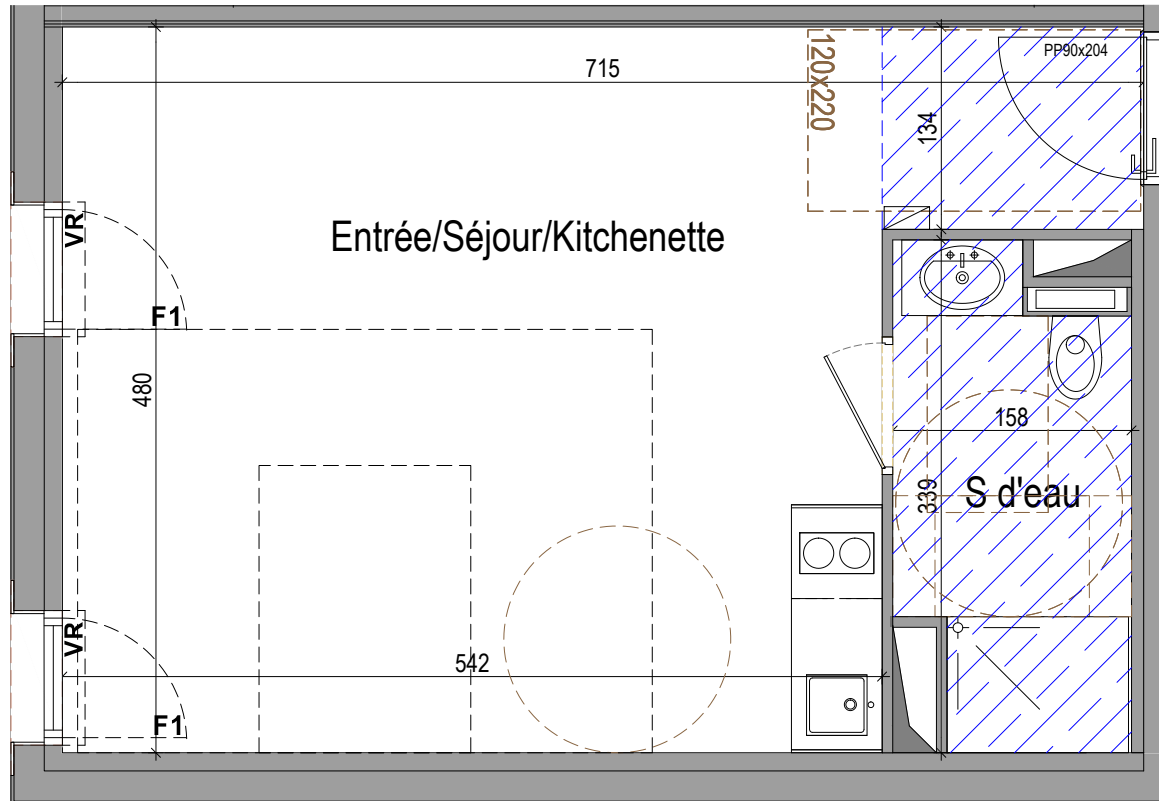 PP90x204
715
120x220
134
VR
Entrée/Séjour/Kitchenette
F1
480
158
339
S d'eau
VR
542
F1